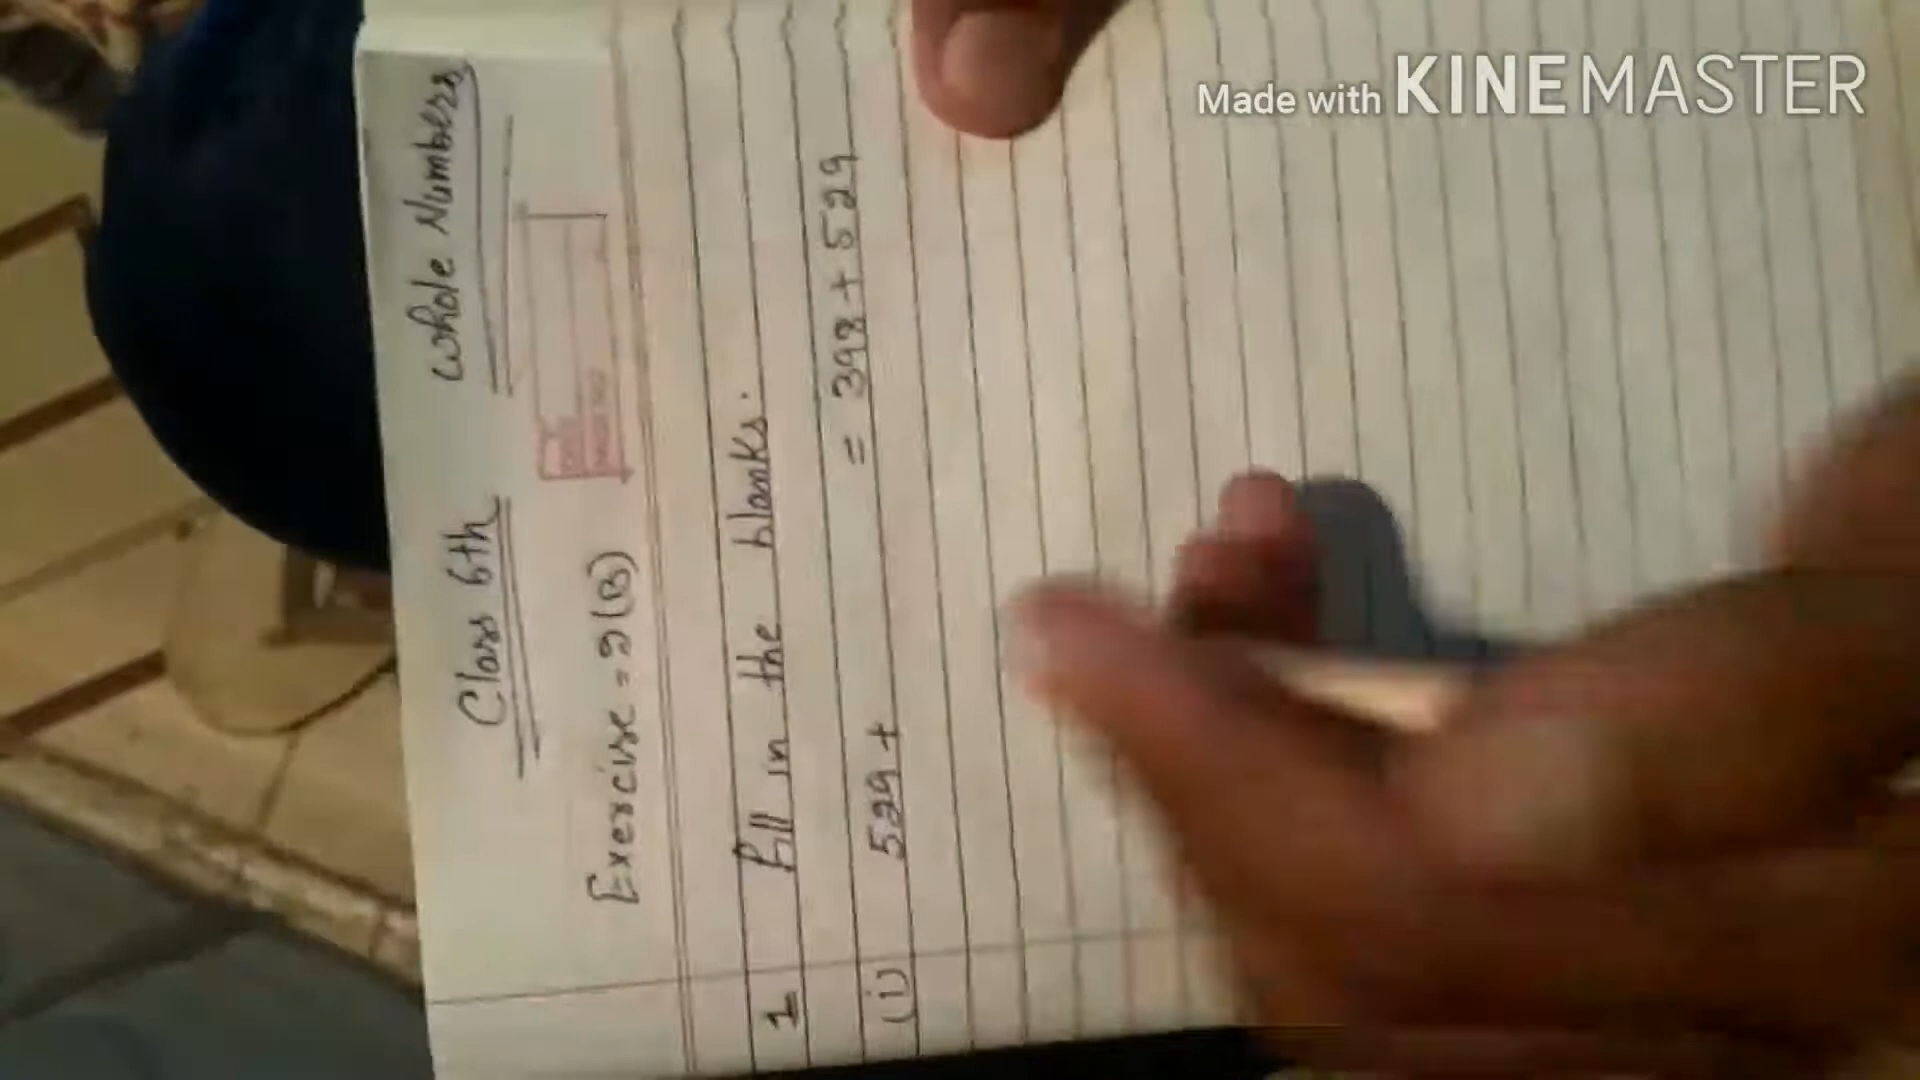 Made with KINEMASTER
Class 6th Whole Numbers
Exercise = 2(B)
1 Fill in the blanks.
(i) 529 + = 398 + 529